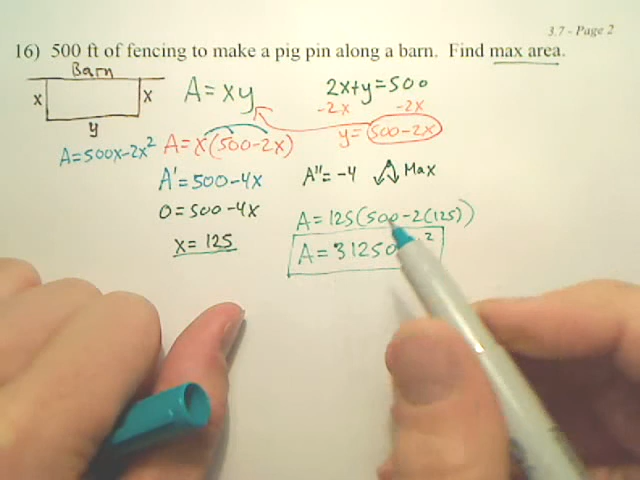 3.7 - Page 2
16) 500 ft of fencing to make a pig pin along a barn. Find max area.
Barn
x x
y
A = xy
2x+y=500
-2x -2x
y = 500-2x
A=500x-2x²
A = x(500-2x)
A' = 500-4x
A" = -4 Max
0 = 500-4x
A = 125(500-2(125))
x = 125
A = 31250 ²